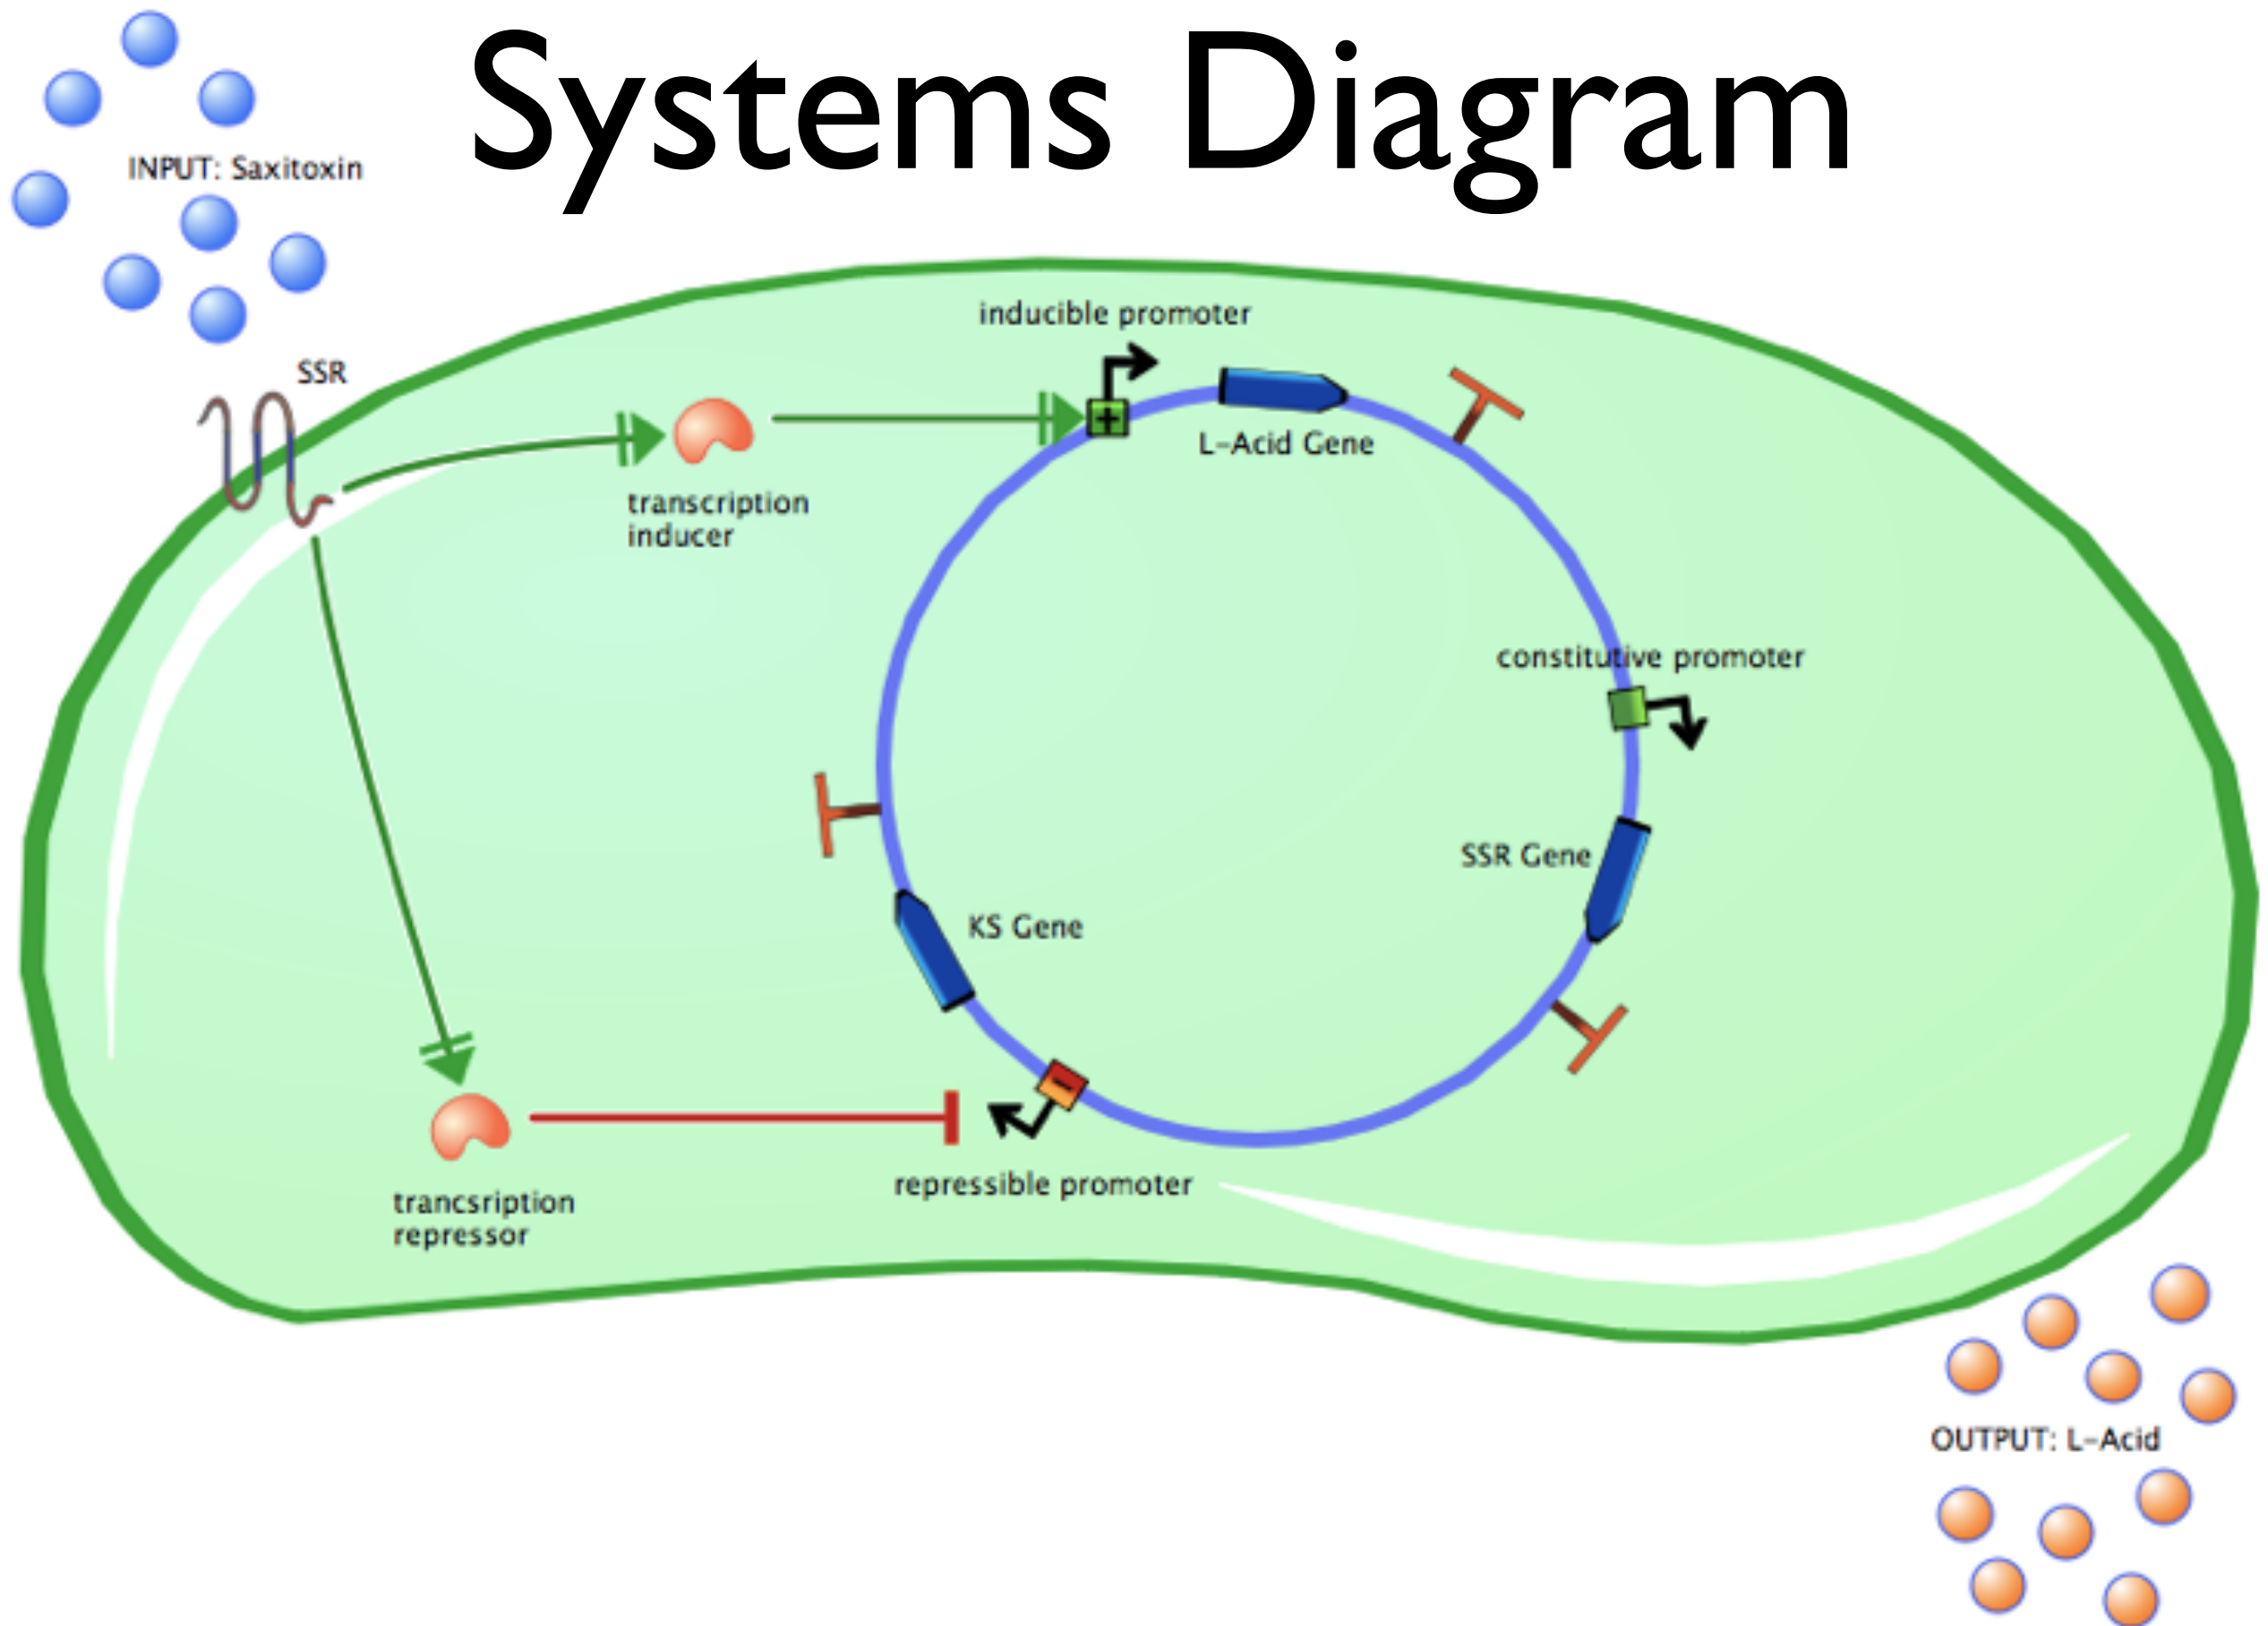 Systems Diagram
INPUT: Saxitoxin
SSR
inducible promoter
L-Acid Gene
transcription
inducer
constitutive promoter
SSR Gene
KS Gene
repressible promoter
trancsription
repressor
OUTPUT: L-Acid